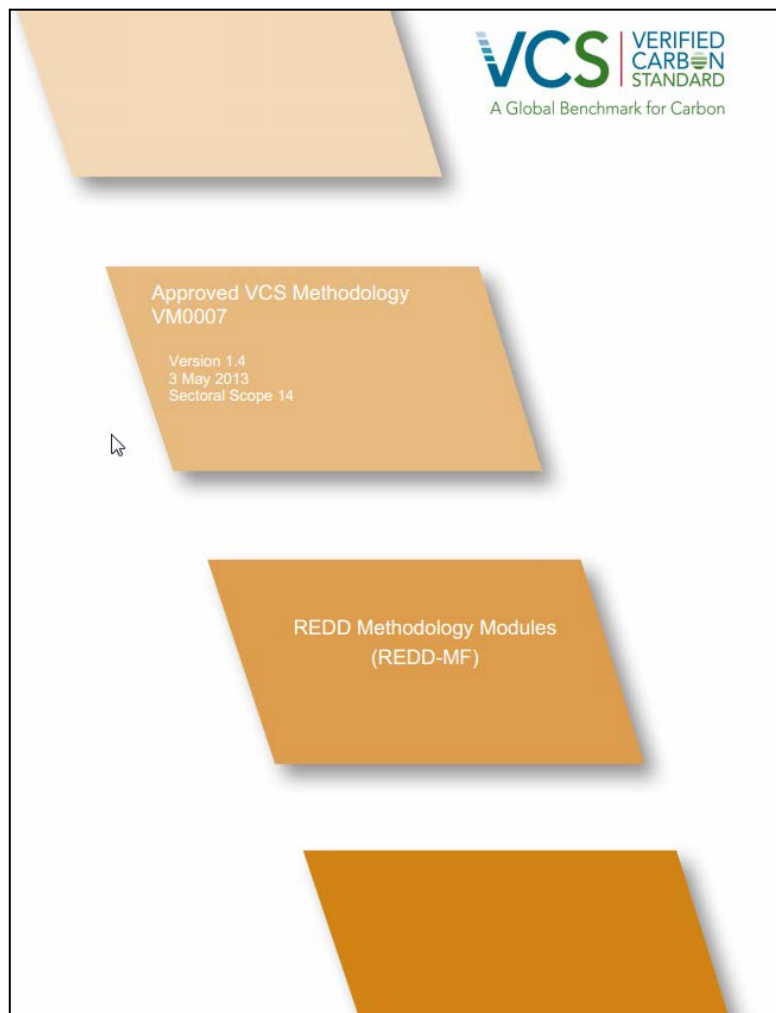 VCS VERIFIED
CARBON
STANDARD
A Global Benchmark for Carbon
Approved VCS Methodology
VM0007
Version 1.4
3 May 2013
Sectoral Scope 14
REDD Methodology Modules
(REDD-MF)